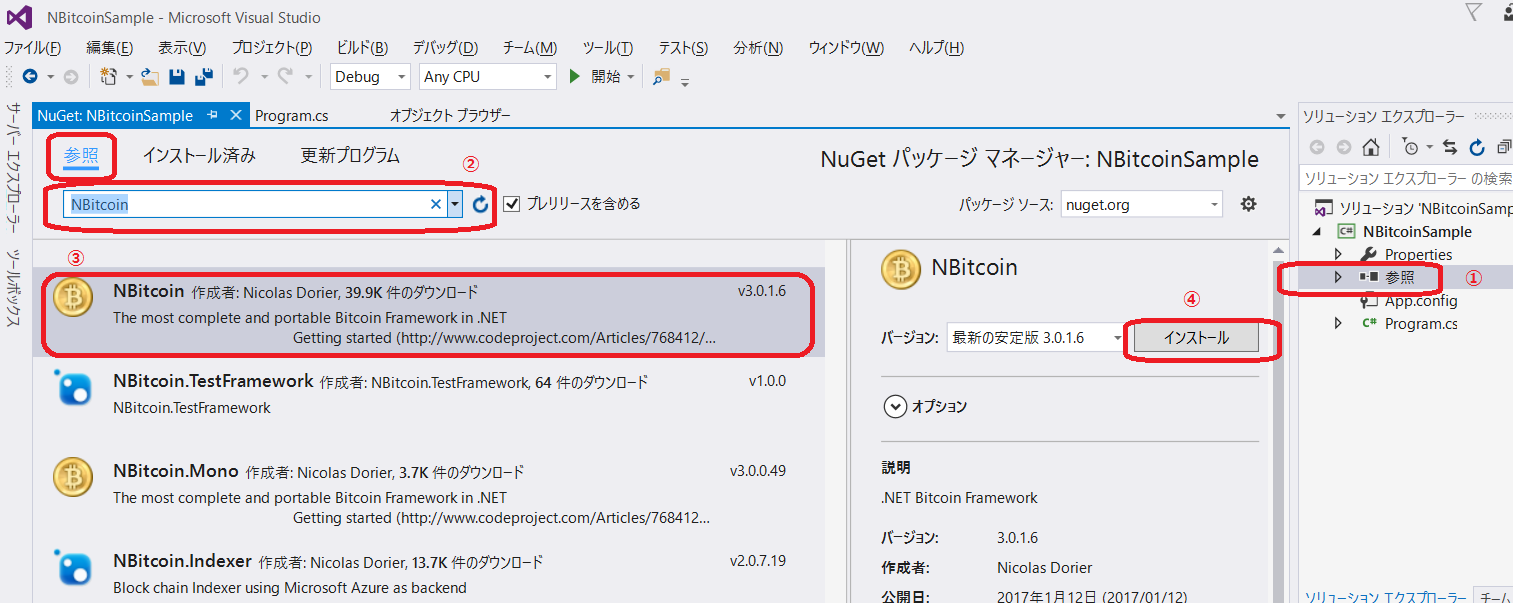 NBitcoinSample - Microsoft Visual Studio
ファイル(F) 編集(E) 表示(V) プロジェクト(P) ビルド(B) デバッグ(D) チーム(M) ツール(T) テスト(S) 分析(N) ウィンドウ(W) ヘルプ(H)
Debug Any CPU 開始
サーバー エクスプローラー
ツールボックス
NuGet: NBitcoinSample Program.cs オブジェクト ブラウザー
参照 インストール済み 更新プログラム
②
NuGet パッケージ マネージャー: NBitcoinSample
NBitcoin プレリリースを含める
パッケージ ソース: nuget.org
③
NBitcoin 作成者: Nicolas Dorier, 39.9K 件のダウンロード v3.0.1.6
The most complete and portable Bitcoin Framework in .NET
Getting started (http://www.codeproject.com/Articles/768412/...
NBitcoin.TestFramework 作成者: NBitcoin.TestFramework, 64 件のダウンロード v1.0.0
NBitcoin.TestFramework
NBitcoin.Mono 作成者: Nicolas Dorier, 3.7K 件のダウンロード v3.0.0.49
The most complete and portable Bitcoin Framework in .NET
Getting started (http://www.codeproject.com/Articles/768412...
NBitcoin.Indexer 作成者: Nicolas Dorier, 13.7K 件のダウンロード v2.0.7.19
Block chain Indexer using Microsoft Azure as backend
NBitcoin
④
バージョン: 最新の安定版 3.0.1.6 インストール
オプション
説明
.NET Bitcoin Framework
バージョン: 3.0.1.6
作成者: Nicolas Dorier
公開日: 2017年1月12日 (2017/01/12)
ソリューション エクスプローラー
ソリューション エクスプローラー の検索
ソリューション 'NBitcoinSamp
C# NBitcoinSample
Properties
参照 ①
App.config
C# Program.cs
ソリューション エクスプローラー チーム